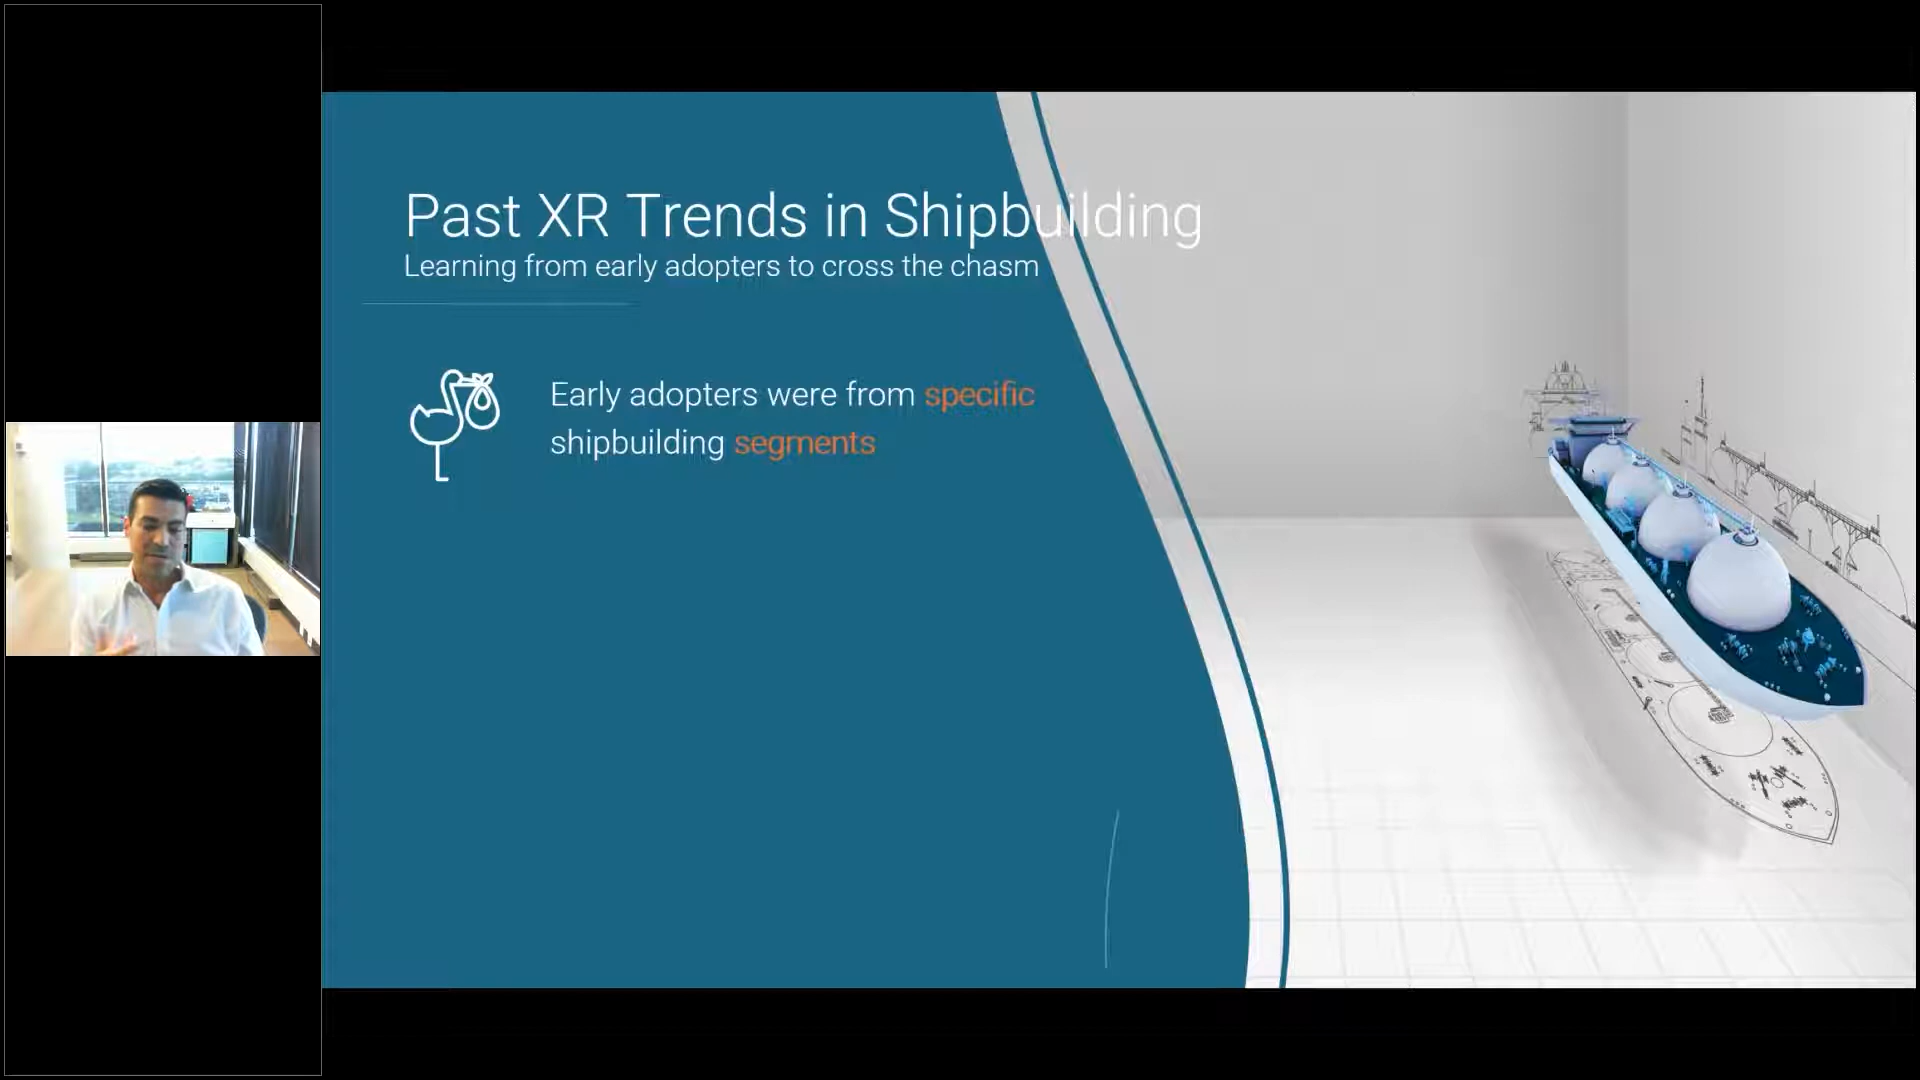 Past XR Trends in Shipbuilding
Learning from early adopters to cross the chasm
Early adopters were from specific
shipbuilding segments